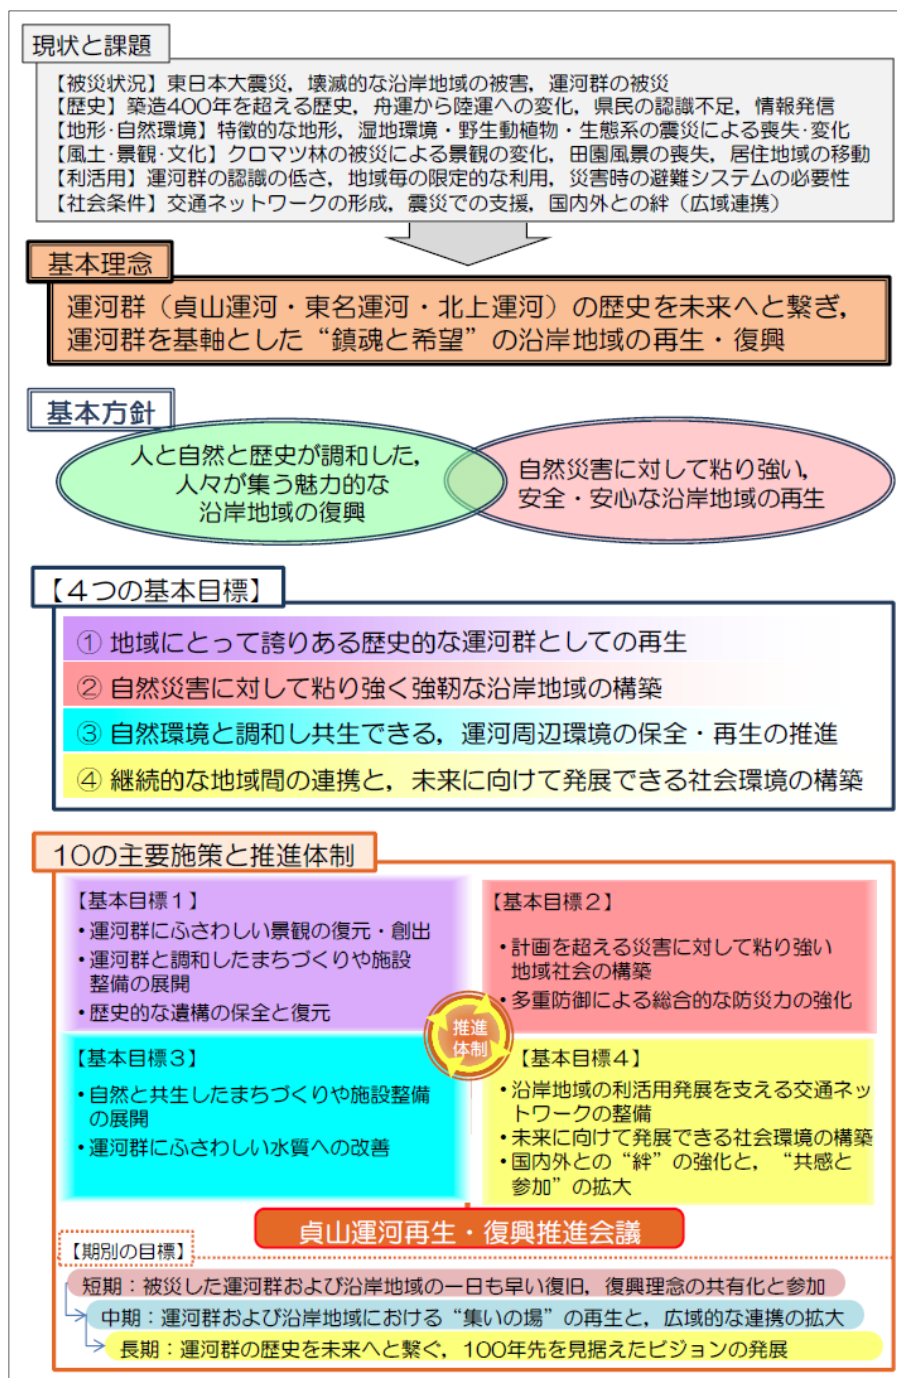 現状と課題
【被災状況】東日本大震災，壊滅的な沿岸地域の被害，運河群の被災
【歴史】築造400年を超える歴史，舟運から陸運への変化，県民の認識不足，情報発信
【地形･自然環境】特徴的な地形，湿地環境・野生動植物・生態系の震災による喪失･変化
【風土･景観･文化】クロマツ林の被災による景観の変化，田園風景の喪失，居住地域の移動
【利活用】運河群の認識の低さ，地域毎の限定的な利用，災害時の避難システムの必要性
【社会条件】交通ネットワークの形成，震災での支援，国内外との絆（広域連携）
基本理念
運河群（貞山運河・東名運河・北上運河）の歴史を未来へと繋ぎ，
運河群を基軸とした“鎮魂と希望”の沿岸地域の再生・復興
基本方針
人と自然と歴史が調和した，
人々が集う魅力的な
沿岸地域の復興
自然災害に対して粘り強い，
安全・安心な沿岸地域の再生
【４つの基本目標】
① 地域にとって誇りある歴史的な運河群としての再生
② 自然災害に対して粘り強く強靭な沿岸地域の構築
③ 自然環境と調和し共生できる，運河周辺環境の保全・再生の推進
④ 継続的な地域間の連携と，未来に向けて発展できる社会環境の構築
10の主要施策と推進体制
【基本目標１】
・運河群にふさわしい景観の復元・創出
・運河群と調和したまちづくりや施設
整備の展開
・歴史的な遺構の保全と復元
【基本目標２】
・計画を超える災害に対して粘り強い
地域社会の構築
・多重防御による総合的な防災力の強化
推進
体制
【基本目標３】
・自然と共生したまちづくりや施設整備
の展開
・運河群にふさわしい水質への改善
【基本目標４】
・沿岸地域の利活用発展を支える交通ネッ
トワークの整備
・未来に向けて発展できる社会環境の構築
・国内外との“絆”の強化と，“共感と
参加”の拡大
貞山運河再生・復興推進会議
【期別の目標】
短期：被災した運河群および沿岸地域の一日も早い復旧，復興理念の共有化と参加
中期：運河群および沿岸地域における“集いの場”の再生と，広域的な連携の拡大
長期：運河群の歴史を未来へと繋ぐ，100年先を見据えたビジョンの発展